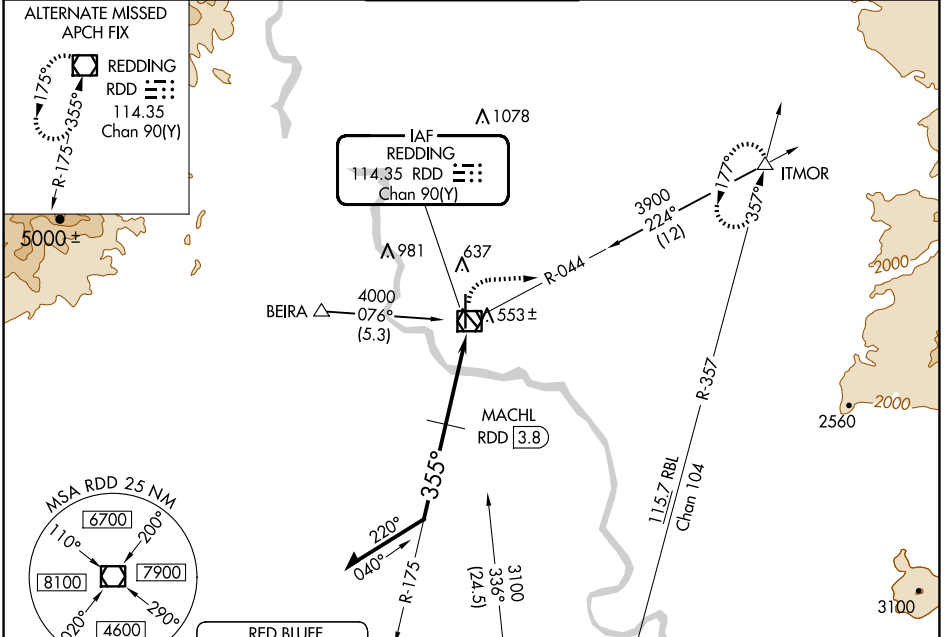 ALTERNATE MISSED
APCH FIX
REDDING
RDD
114.35
Chan 90(Y)
175°
355°
R-175
5000 ±
1078
IAF
REDDING
114.35 RDD
Chan 90(Y)
981
637
553 ±
BEIRA
4000
076°
(5.3)
3900
224°
(12)
R-044
177°
357°
ITMOR
2000
2000
2560
R-357
115.7 RBL
Chan 104
MACHL
RDD 3.8
355°
220°
040°
R-175
3100
336°
(24.5)
3100
MSA RDD 25 NM
6700
110°
200°
8100
7900
020°
290°
4600
RED BLUFF